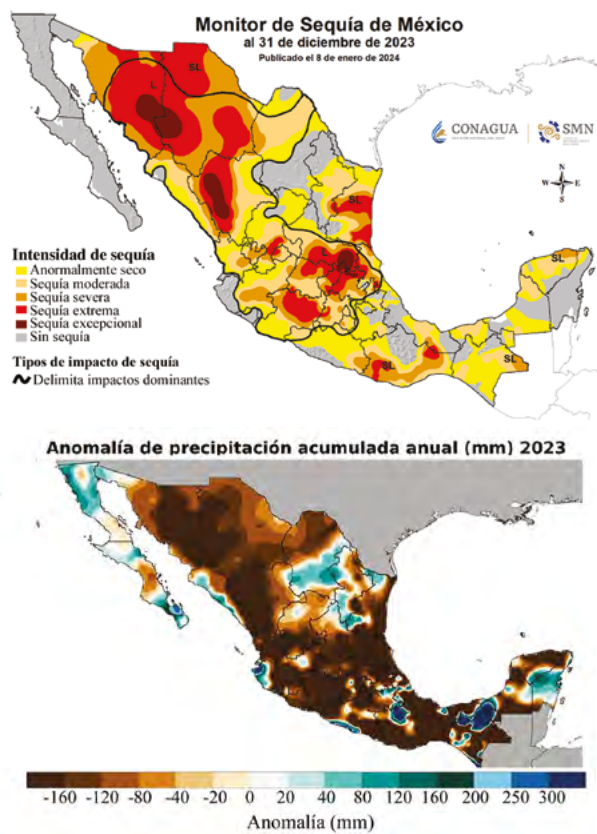 Monitor de Sequía de México
al 31 de diciembre de 2023
Publicado el 8 de enero de 2024
SL
L
CONAGUA
SMN
N
W E
S
SL
SL
L
Intensidad de sequía
Anormalmente seco
Sequía moderada
Sequía severa
Sequía extrema
Sequía excepcional
Sin sequía
SL
SL
Tipos de impacto de sequía
Delimita impactos dominantes
Anomalía de precipitación acumulada anual (mm) 2023
-160 -120 -80 -40 -20 0 20 40 80 120 160 200 250 300
Anomalía (mm)